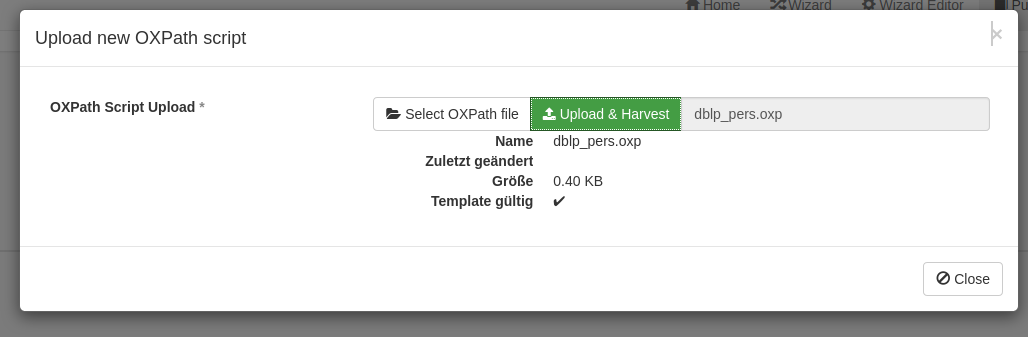 Home Wizard Wizard Editor Pu
Upload new OXPath script ×
OXPath Script Upload * Select OXPath file Upload & Harvest dblp_pers.oxp
Name dblp_pers.oxp
Zuletzt geändert
Größe 0.40 KB
Template gültig ✔
Close